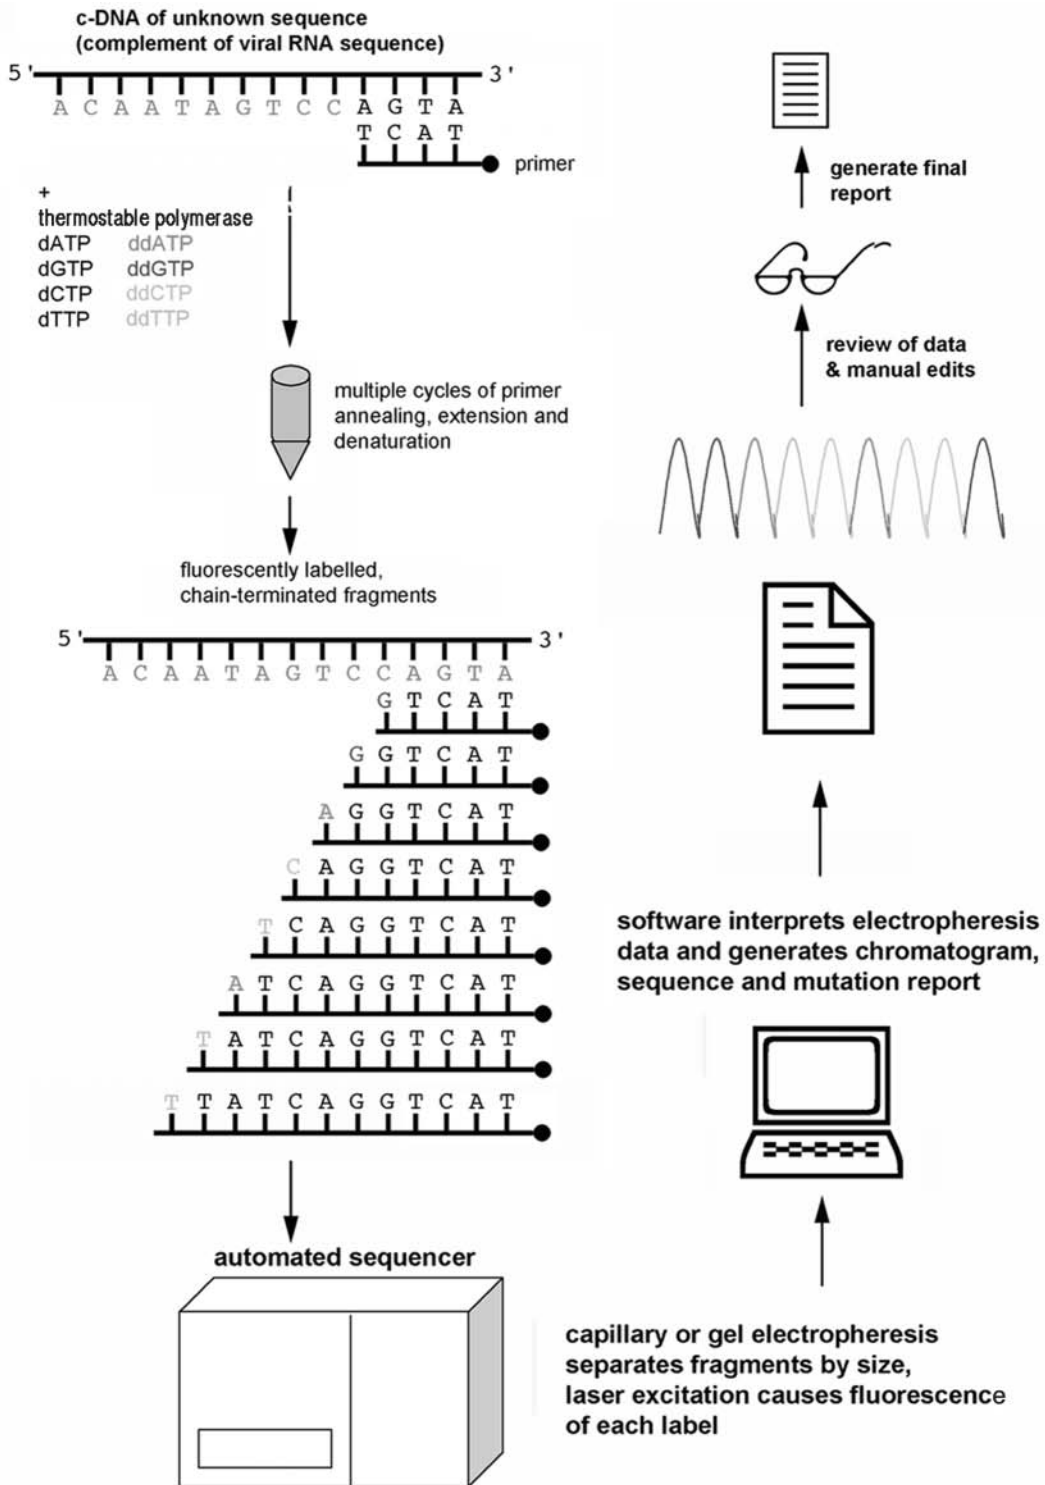 c-DNA of unknown sequence
(complement of viral RNA sequence)
5 ' 3 '
A C A A T A G T C C A G T A
T C A T
primer
+
thermostable polymerase
dATP ddATP
dGTP ddGTP
dCTP ddCTP
dTTP ddTTP
multiple cycles of primer
annealing, extension and
denaturation
fluorescently labelled,
chain-terminated fragments
5 ' 3 '
A C A A T A G T C C A G T A
G T C A T
G G T C A T
A G G T C A T
C A G G T C A T
T C A G G T C A T
A T C A G G T C A T
T A T C A G G T C A T
T T A T C A G G T C A T
automated sequencer
capillary or gel electropheresis
separates fragments by size,
laser excitation causes fluorescence
of each label
software interprets electropheresis
data and generates chromatogram,
sequence and mutation report
review of data
& manual edits
generate final
report